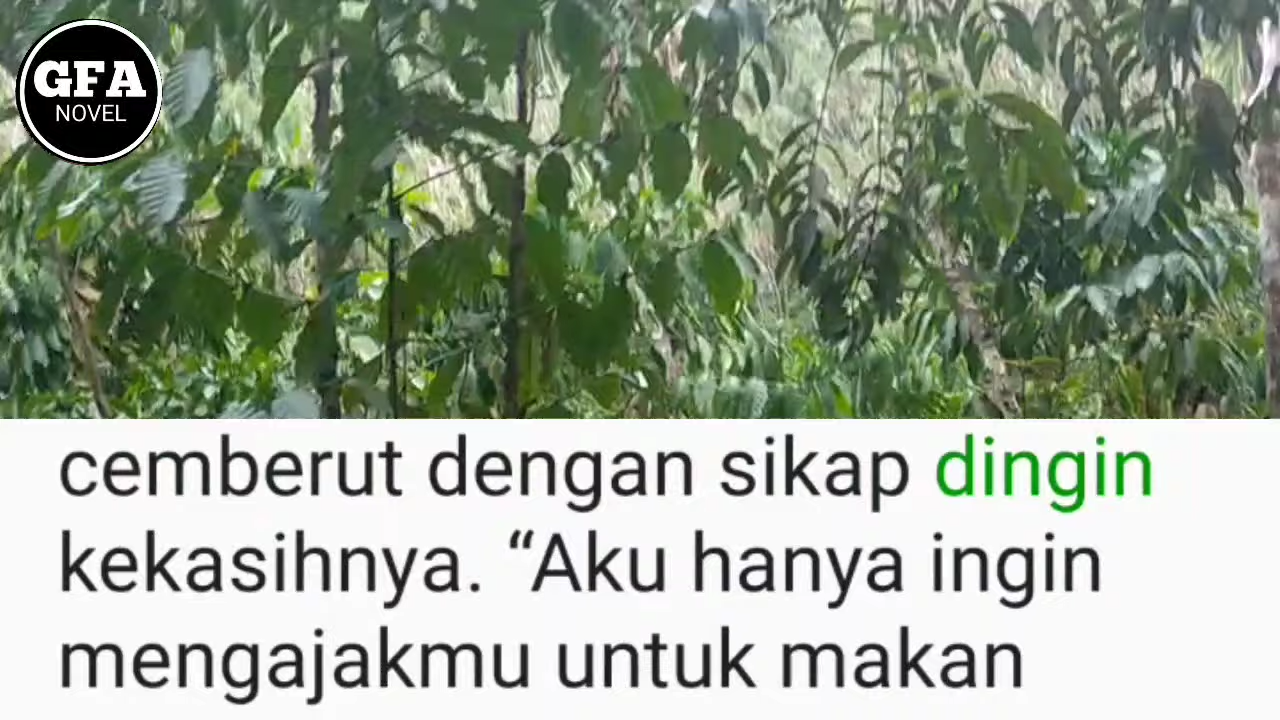 GFA
NOVEL
cemberut dengan sikap dingin
kekasihnya. “Aku hanya ingin
mengajakmu untuk makan